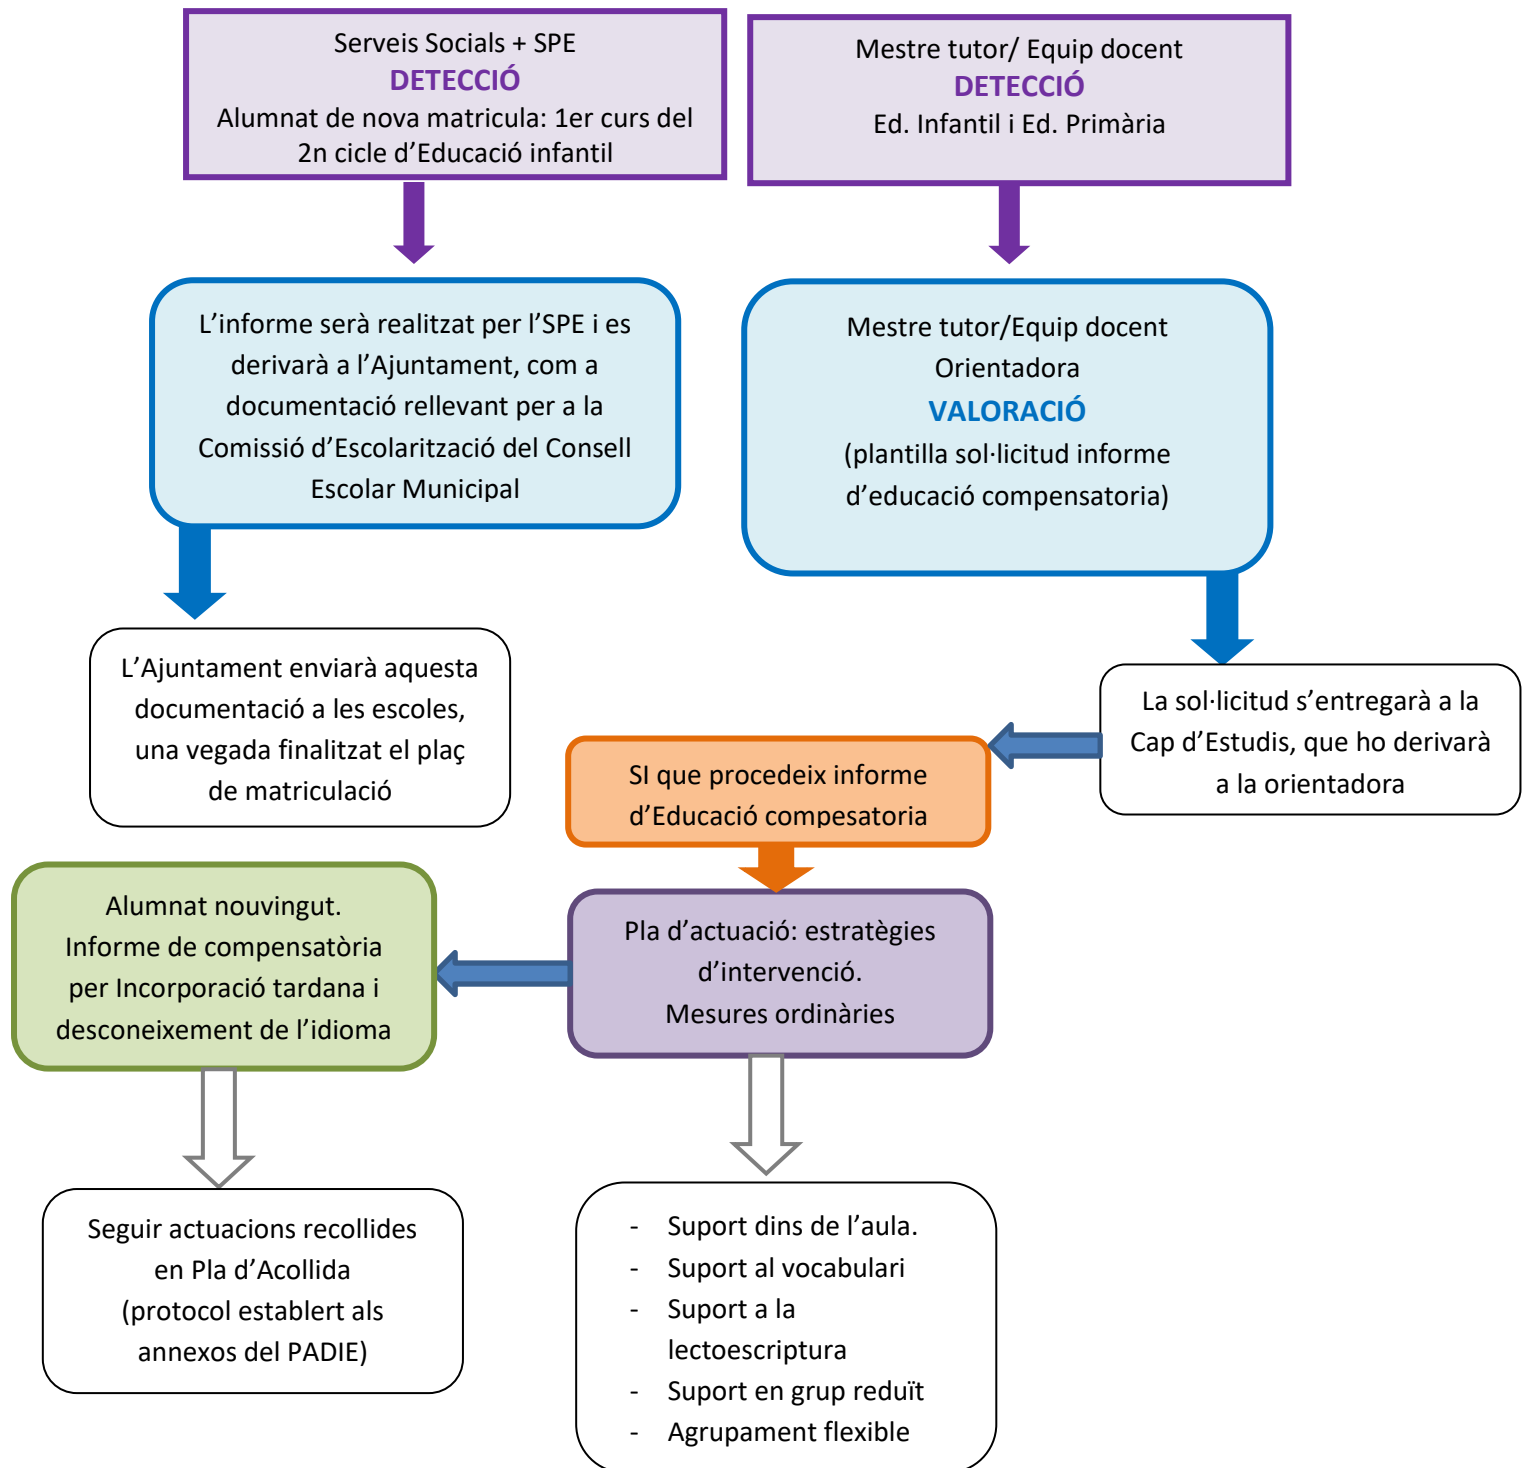 Serveis Socials + SPE
DETECCIÓ
Alumnat de nova matricula: 1er curs del
2n cicle d’Educació infantil
Mestre tutor/ Equip docent
DETECCIÓ
Ed. Infantil i Ed. Primària
L’informe serà realitzat per l’SPE i es
derivarà a l’Ajuntament, com a
documentació rellevant per a la
Comissió d’Escolarització del Consell
Escolar Municipal
Mestre tutor/Equip docent
Orientadora
VALORACIÓ
(plantilla sol·licitud informe
d’educació compensatoria)
L’Ajuntament enviarà aquesta
documentació a les escoles,
una vegada finalitzat el plaç
de matriculació
La sol·licitud s’entregarà a la
Cap d’Estudis, que ho derivarà
a la orientadora
SI que procedeix informe
d’Educació compesatoria
Alumnat nouvingut.
Informe de compensatòria
per Incorporació tardana i
desconeixement de l’idioma
Pla d’actuació: estratègies
d’intervenció.
Mesures ordinàries
Seguir actuacions recollides
en Pla d’Acollida
(protocol establert als
annexos del PADIE)
- Suport dins de l’aula.
- Suport al vocabulari
- Suport a la
lectoescriptura
- Suport en grup reduït
- Agrupament flexible